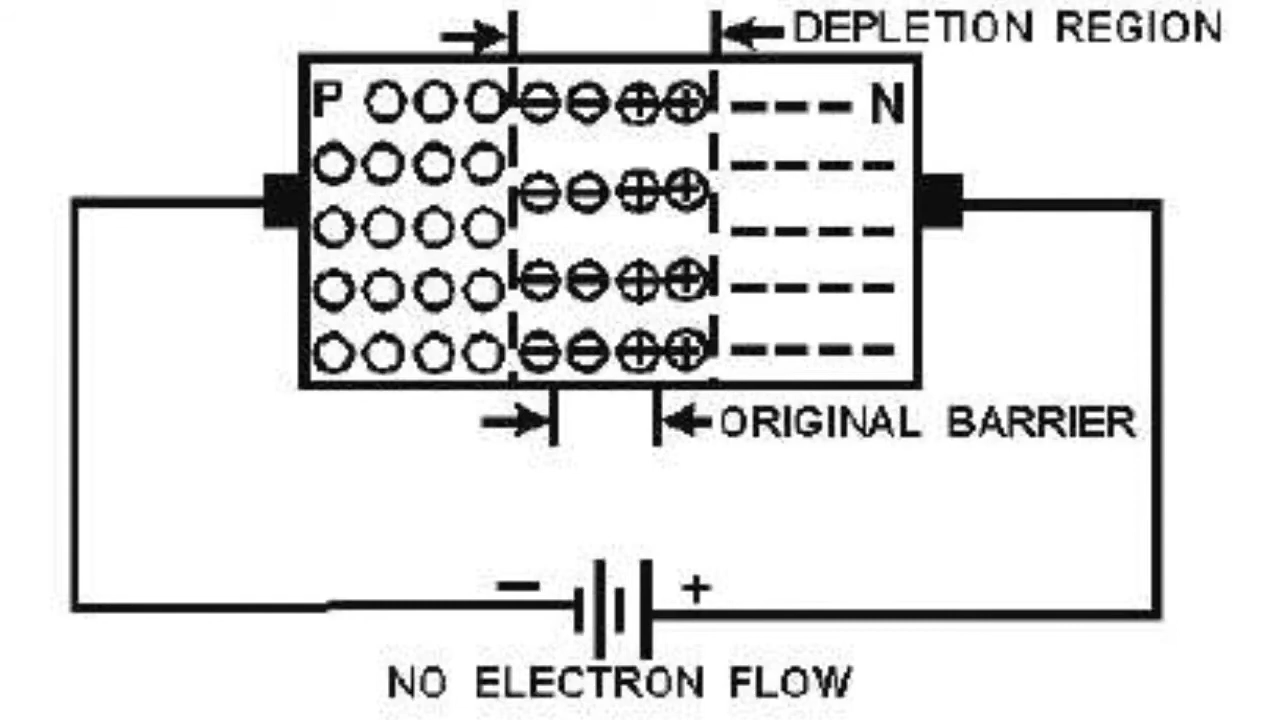 DEPLETION REGION
P
N
ORIGINAL BARRIER
− +
NO ELECTRON FLOW